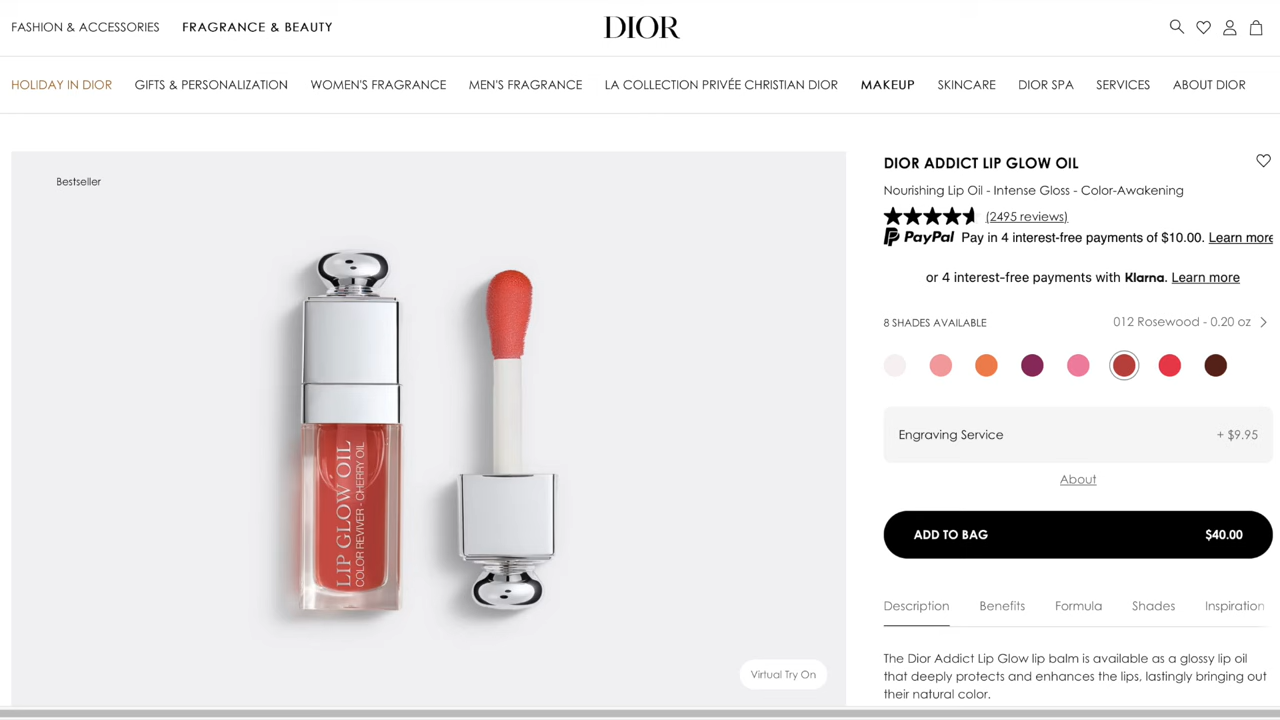 FASHION & ACCESSORIES FRAGRANCE & BEAUTY DIOR
HOLIDAY IN DIOR GIFTS & PERSONALIZATION WOMEN'S FRAGRANCE MEN'S FRAGRANCE LA COLLECTION PRIVÉE CHRISTIAN DIOR MAKEUP SKINCARE DIOR SPA SERVICES ABOUT DIOR
Bestseller
LIP GLOW OIL
COLOR REVIVER - CHERRY OIL
Virtual Try On
DIOR ADDICT LIP GLOW OIL
Nourishing Lip Oil - Intense Gloss - Color-Awakening
(2495 reviews)
PayPal Pay in 4 interest-free payments of $10.00. Learn more
or 4 interest-free payments with Klarna. Learn more
8 SHADES AVAILABLE 012 Rosewood - 0.20 oz
Engraving Service + $9.95
About
ADD TO BAG $40.00
Description Benefits Formula Shades Inspiration
The Dior Addict Lip Glow lip balm is available as a glossy lip oil
that deeply protects and enhances the lips, lastingly bringing out
their natural color.